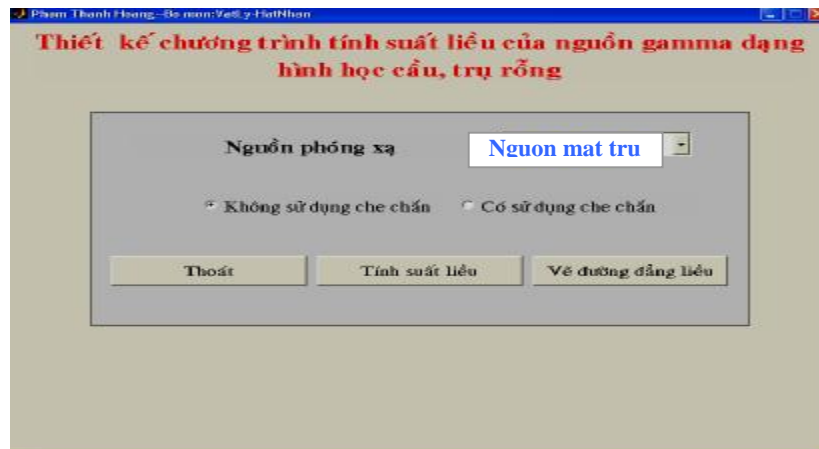 Pham Thanh Hoang--Bo mon:VatLy-HatNhan
Thiết kế chương trình tính suất liều của nguồn gamma dạng
hình học cầu, trụ rỗng
Nguồn phóng xạ
Nguon mat tru
Không sử dụng che chắn
Có sử dụng che chắn
Thoát
Tính suất liều
Vẽ đường đẳng liều